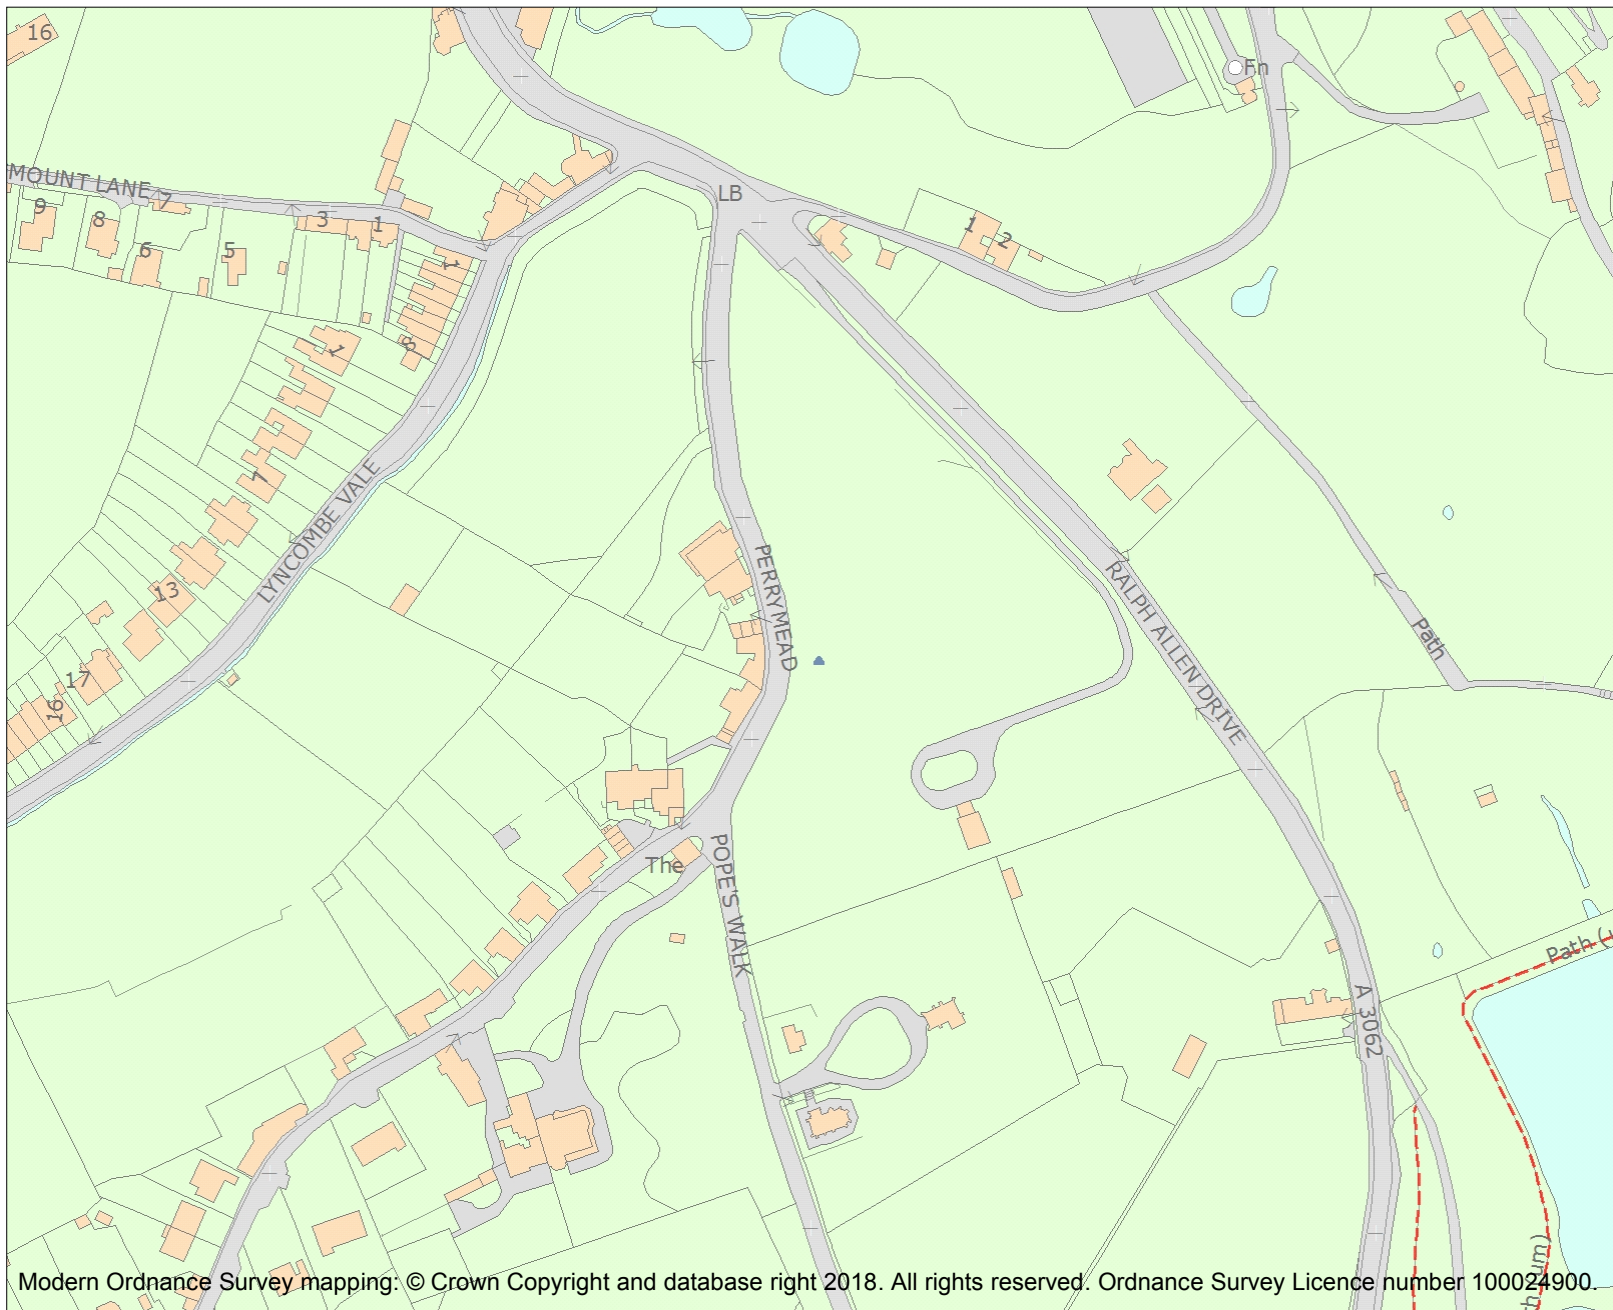 16
Fn
MOUNT LANE
7
LB
9
8
3
1
1
2
6
5
1
1
8
7
LYNCOMBE VALE
PERRYMEAD
RALPH ALLEN DRIVE
13
Path
17
16
The
POPE'S WALK
Path (
A 3062
um)
Modern Ordnance Survey mapping: © Crown Copyright and database right 2018. All rights reserved. Ordnance Survey Licence number 100024900.